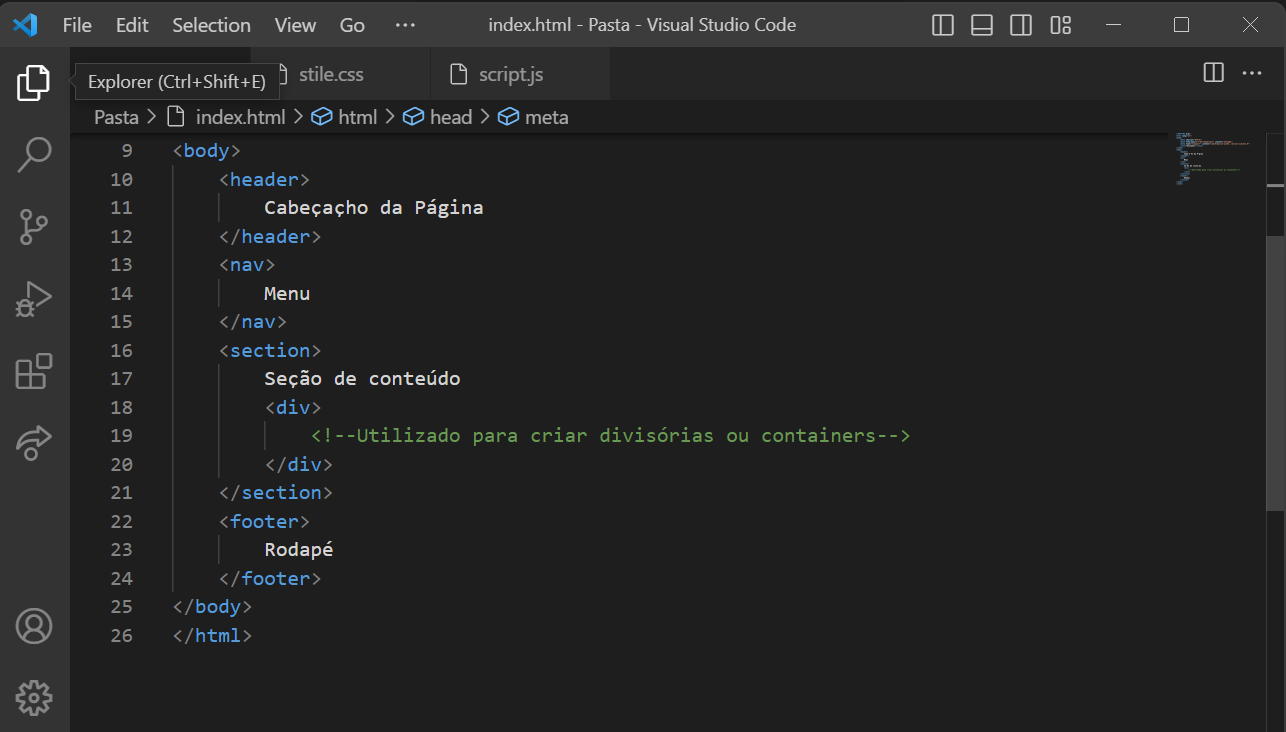 File Edit Selection View Go ··· index.html - Pasta - Visual Studio Code
Explorer (Ctrl+Shift+E) stile.css script.js
Pasta > index.html > html > head > meta
9 <body>
10 <header>
11 Cabeçaçho da Página
12 </header>
13 <nav>
14 Menu
15 </nav>
16 <section>
17 Seção de conteúdo
18 <div>
19 <!--Utilizado para criar divisórias ou containers-->
20 </div>
21 </section>
22 <footer>
23 Rodapé
24 </footer>
25 </body>
26 </html>